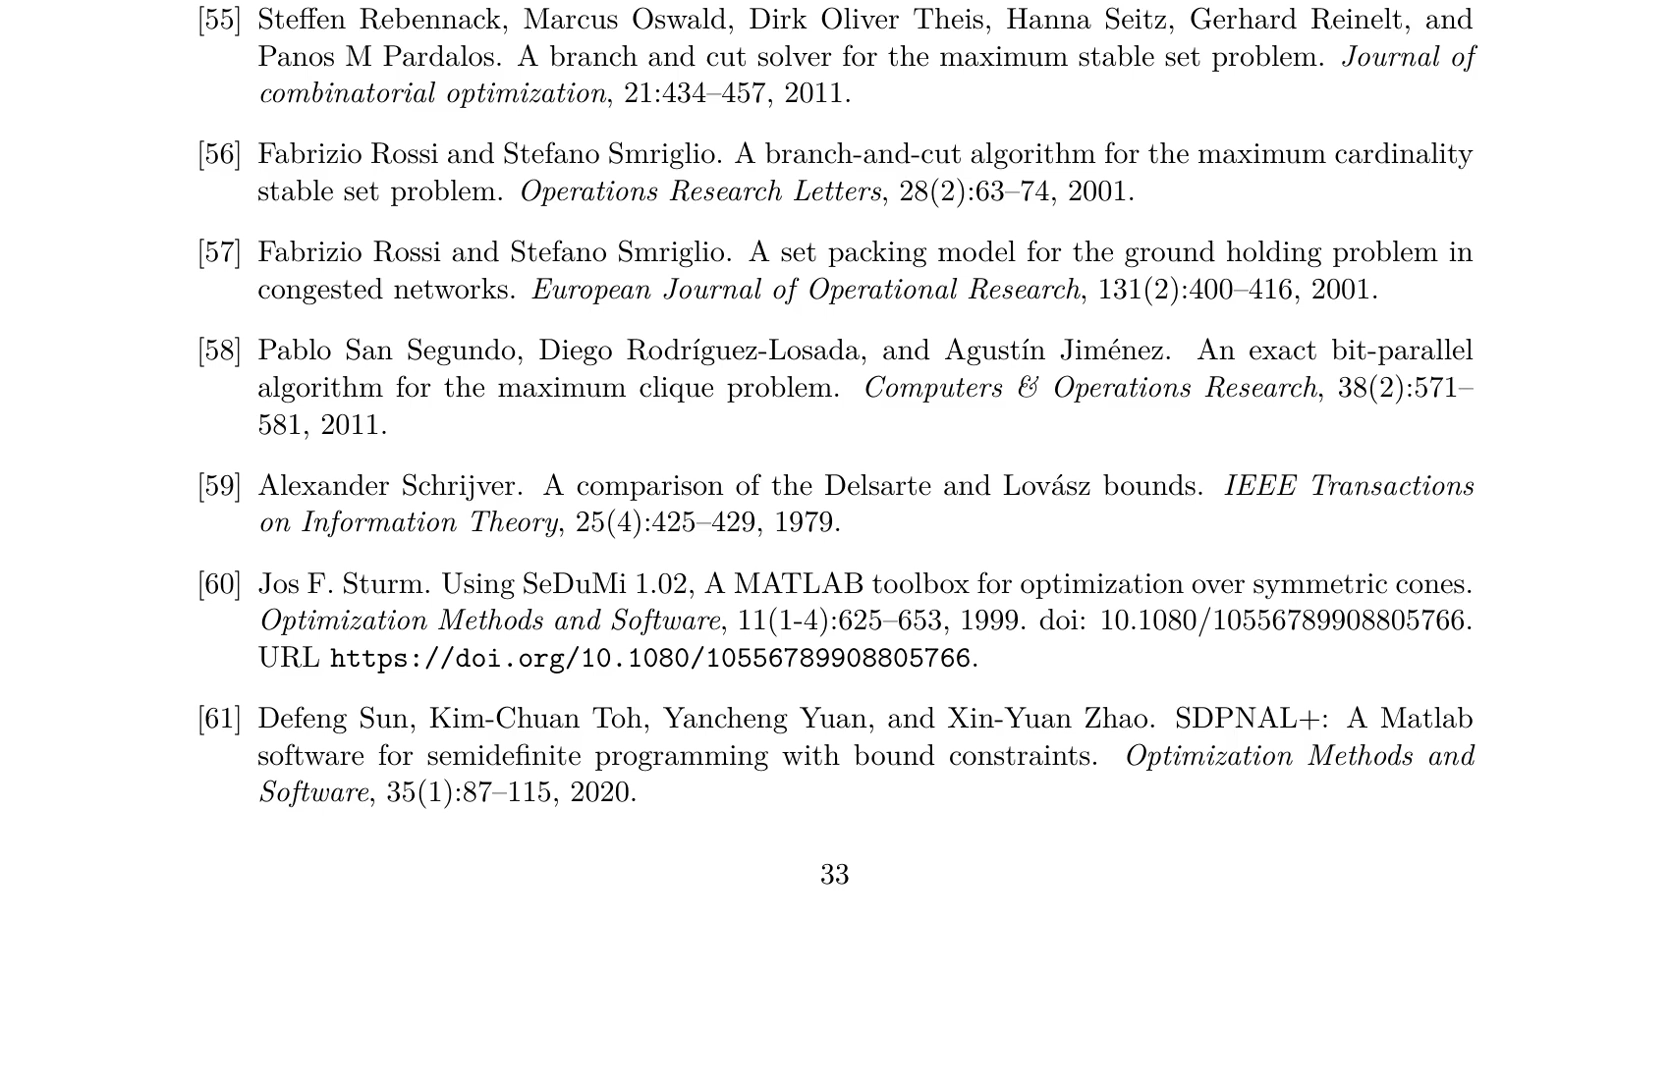 [55] Steffen Rebennack, Marcus Oswald, Dirk Oliver Theis, Hanna Seitz, Gerhard Reinelt, and
Panos M Pardalos. A branch and cut solver for the maximum stable set problem. Journal of
combinatorial optimization, 21:434–457, 2011.
[56] Fabrizio Rossi and Stefano Smriglio. A branch-and-cut algorithm for the maximum cardinality
stable set problem. Operations Research Letters, 28(2):63–74, 2001.
[57] Fabrizio Rossi and Stefano Smriglio. A set packing model for the ground holding problem in
congested networks. European Journal of Operational Research, 131(2):400–416, 2001.
[58] Pablo San Segundo, Diego Rodríguez-Losada, and Agustín Jiménez. An exact bit-parallel
algorithm for the maximum clique problem. Computers & Operations Research, 38(2):571–
581, 2011.
[59] Alexander Schrijver. A comparison of the Delsarte and Lovász bounds. IEEE Transactions
on Information Theory, 25(4):425–429, 1979.
[60] Jos F. Sturm. Using SeDuMi 1.02, A MATLAB toolbox for optimization over symmetric cones.
Optimization Methods and Software, 11(1-4):625–653, 1999. doi: 10.1080/10556789908805766.
URL https://doi.org/10.1080/10556789908805766.
[61] Defeng Sun, Kim-Chuan Toh, Yancheng Yuan, and Xin-Yuan Zhao. SDPNAL+: A Matlab
software for semidefinite programming with bound constraints. Optimization Methods and
Software, 35(1):87–115, 2020.
33